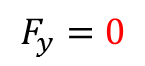 F_y = 0